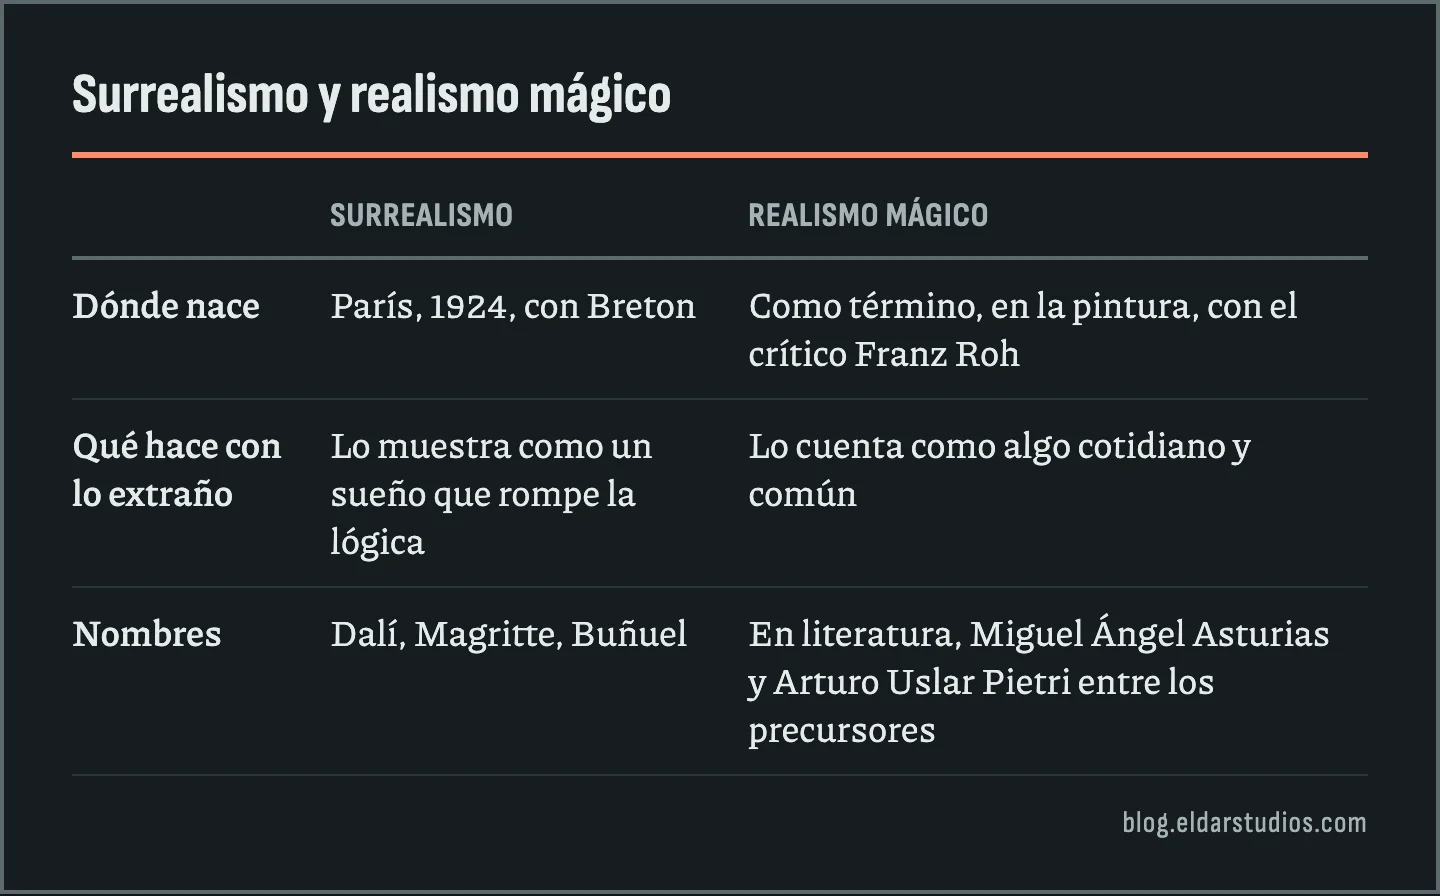 Surrealismo y realismo mágico
SURREALISMO
REALISMO MÁGICO
Dónde nace
París, 1924, con Breton
Como término, en la pintura, con el
crítico Franz Roh
Qué hace con
lo extraño
Lo muestra como un
sueño que rompe la
lógica
Lo cuenta como algo cotidiano y
común
Nombres
Dalí, Magritte, Buñuel
En literatura, Miguel Ángel Asturias
y Arturo Uslar Pietri entre los
precursores
blog.eldarstudios.com